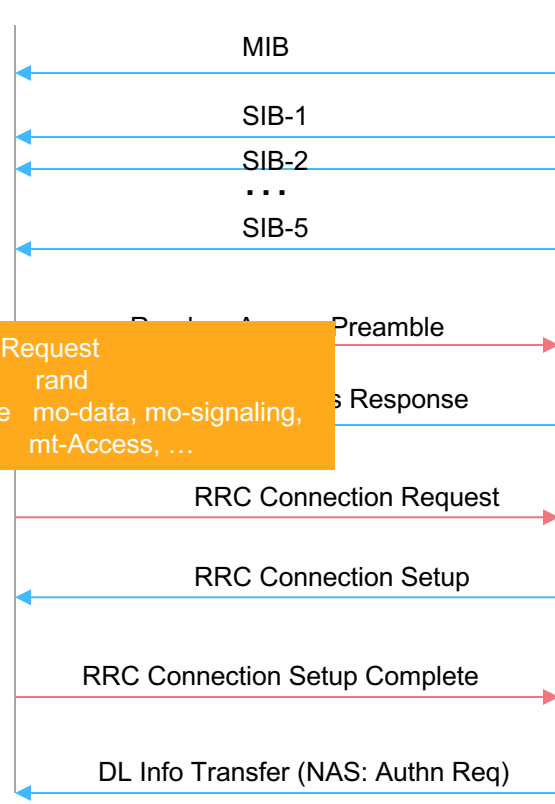 MIB
SIB-1
SIB-2
...
SIB-5
Preamble
Request
rand
mo-data, mo-signaling,
Response
mt-Access, …
RRC Connection Request
RRC Connection Setup
RRC Connection Setup Complete
DL Info Transfer (NAS: Authn Req)